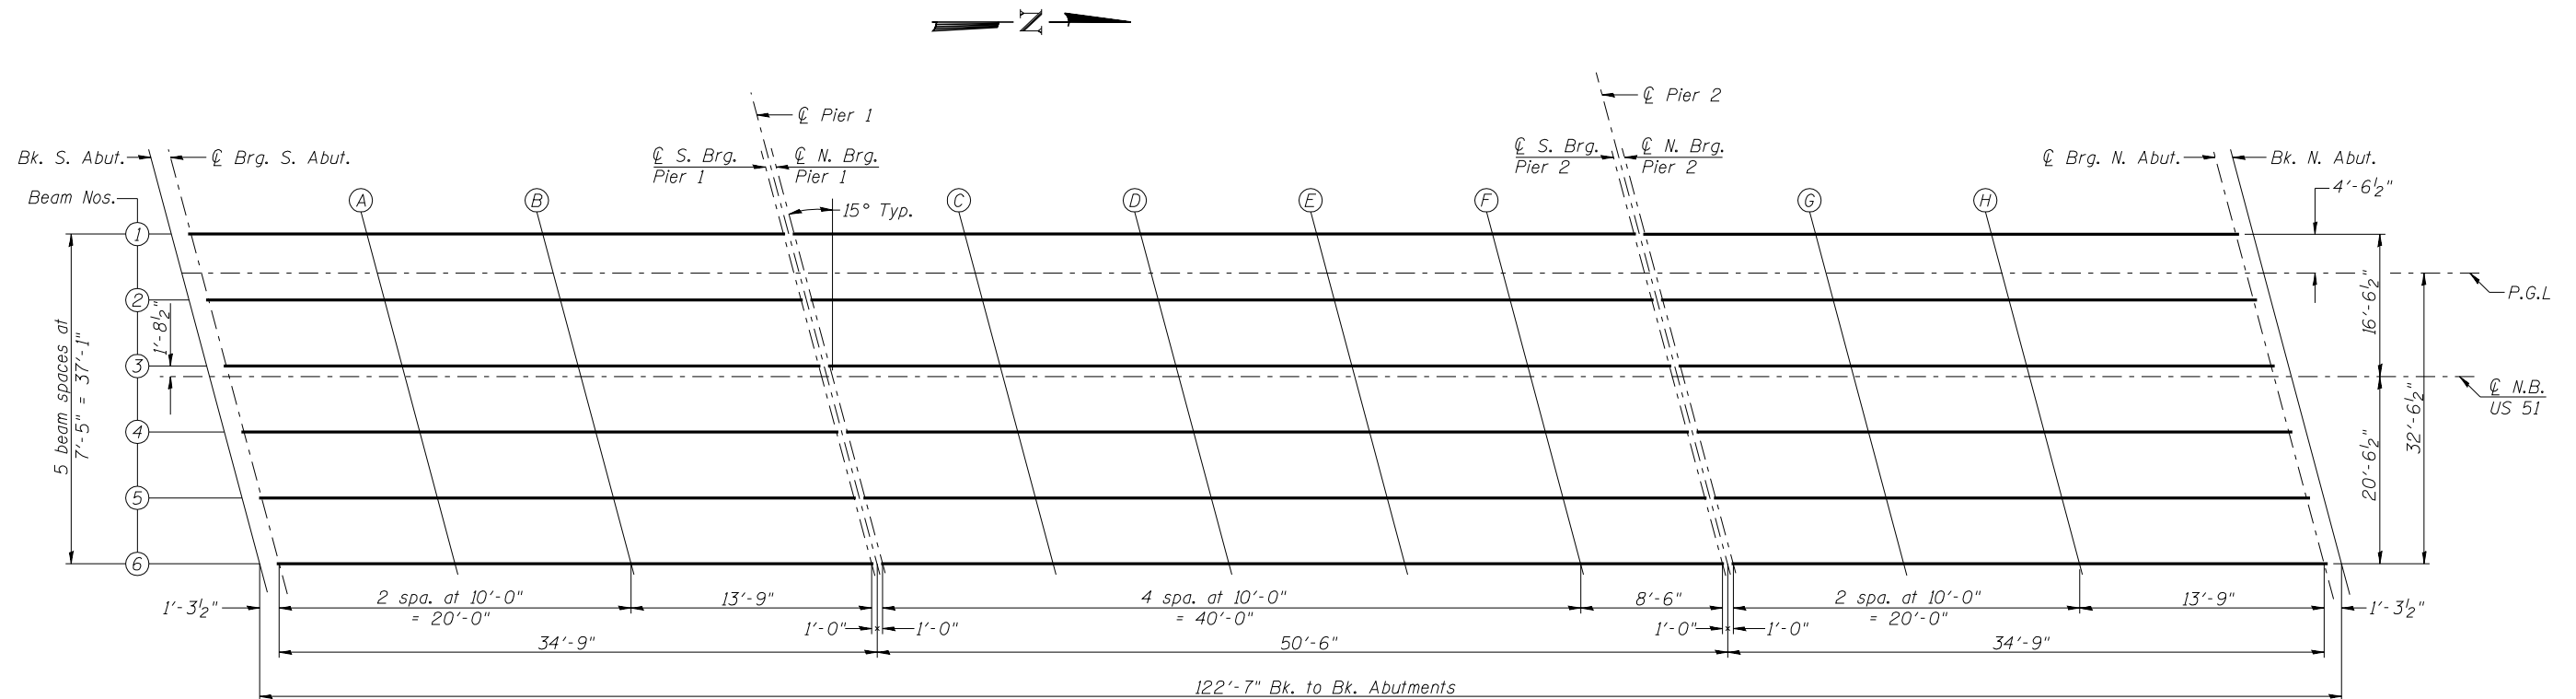 N
℄ Pier 1
℄ Pier 2
Bk. S. Abut.
℄ Brg. S. Abut.
℄ S. Brg.
Pier 1
℄ N. Brg.
Pier 1
℄ S. Brg.
Pier 2
℄ N. Brg.
Pier 2
℄ Brg. N. Abut.
Bk. N. Abut.
Beam Nos.
A
B
15° Typ.
C
D
E
F
G
H
4'-6½"
1
2
3
4
5
6
5 beam spaces at
7'-5" = 37'-1"
1'-8½"
16'-6½"
20'-6½"
32'-6½"
P.G.L
℄ N.B.
US 51
1'-3½"
2 spa. at 10'-0"
= 20'-0"
13'-9"
1'-0"
1'-0"
4 spa. at 10'-0"
= 40'-0"
8'-6"
1'-0"
1'-0"
2 spa. at 10'-0"
= 20'-0"
13'-9"
1'-3½"
34'-9"
50'-6"
34'-9"
122'-7" Bk. to Bk. Abutments